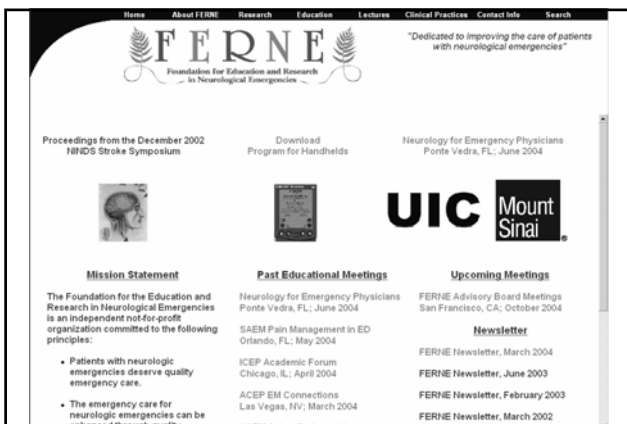 Home About FERNE Research Education Lectures Clinical Practices Contact Info Search
FERNE
Foundation for Education and Research
in Neurological Emergencies
"Dedicated to improving the care of patients
with neurological emergencies"
Proceedings from the December 2002
NINDS Stroke Symposium
Download
Program for Handhelds
Neurology for Emergency Physicians
Ponte Vedra, FL; June 2004
UIC
Mount
Sinai
Mission Statement
The Foundation for the Education and
Research in Neurological Emergencies
is an independent not-for-profit
organization committed to the following
principles:
• Patients with neurologic
emergencies deserve quality
emergency care.
• The emergency care for
neurologic emergencies can be
Past Educational Meetings
Neurology for Emergency Physicians
Ponte Vedra, FL; June 2004
SAEM Pain Management in ED
Orlando, FL; May 2004
ICEP Academic Forum
Chicago, IL; April 2004
ACEP EM Connections
Las Vegas, NV; March 2004
Upcoming Meetings
FERNE Advisory Board Meetings
San Francisco, CA; October 2004
Newsletter
FERNE Newsletter, March 2004
FERNE Newsletter, June 2003
FERNE Newsletter, February 2003
FERNE Newsletter, March 2002